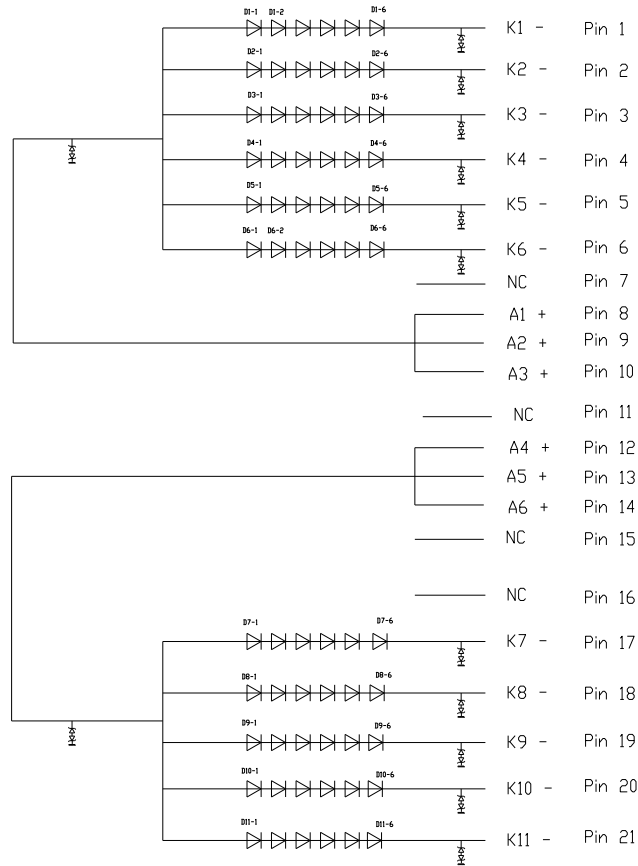 D1-1 D1-2 D1-6
K1 - Pin 1
D2-1 D2-6
K2 - Pin 2
D3-1 D3-6
K3 - Pin 3
D4-1 D4-6
K4 - Pin 4
D5-1 D5-6
K5 - Pin 5
D6-1 D6-2 D6-6
K6 - Pin 6
NC Pin 7
A1 + Pin 8
A2 + Pin 9
A3 + Pin 10
NC Pin 11
A4 + Pin 12
A5 + Pin 13
A6 + Pin 14
NC Pin 15
NC Pin 16
D7-1 D7-6
K7 - Pin 17
D8-1 D8-6
K8 - Pin 18
D9-1 D9-6
K9 - Pin 19
D10-1 D10-6
K10 - Pin 20
D11-1 D11-6
K11 - Pin 21